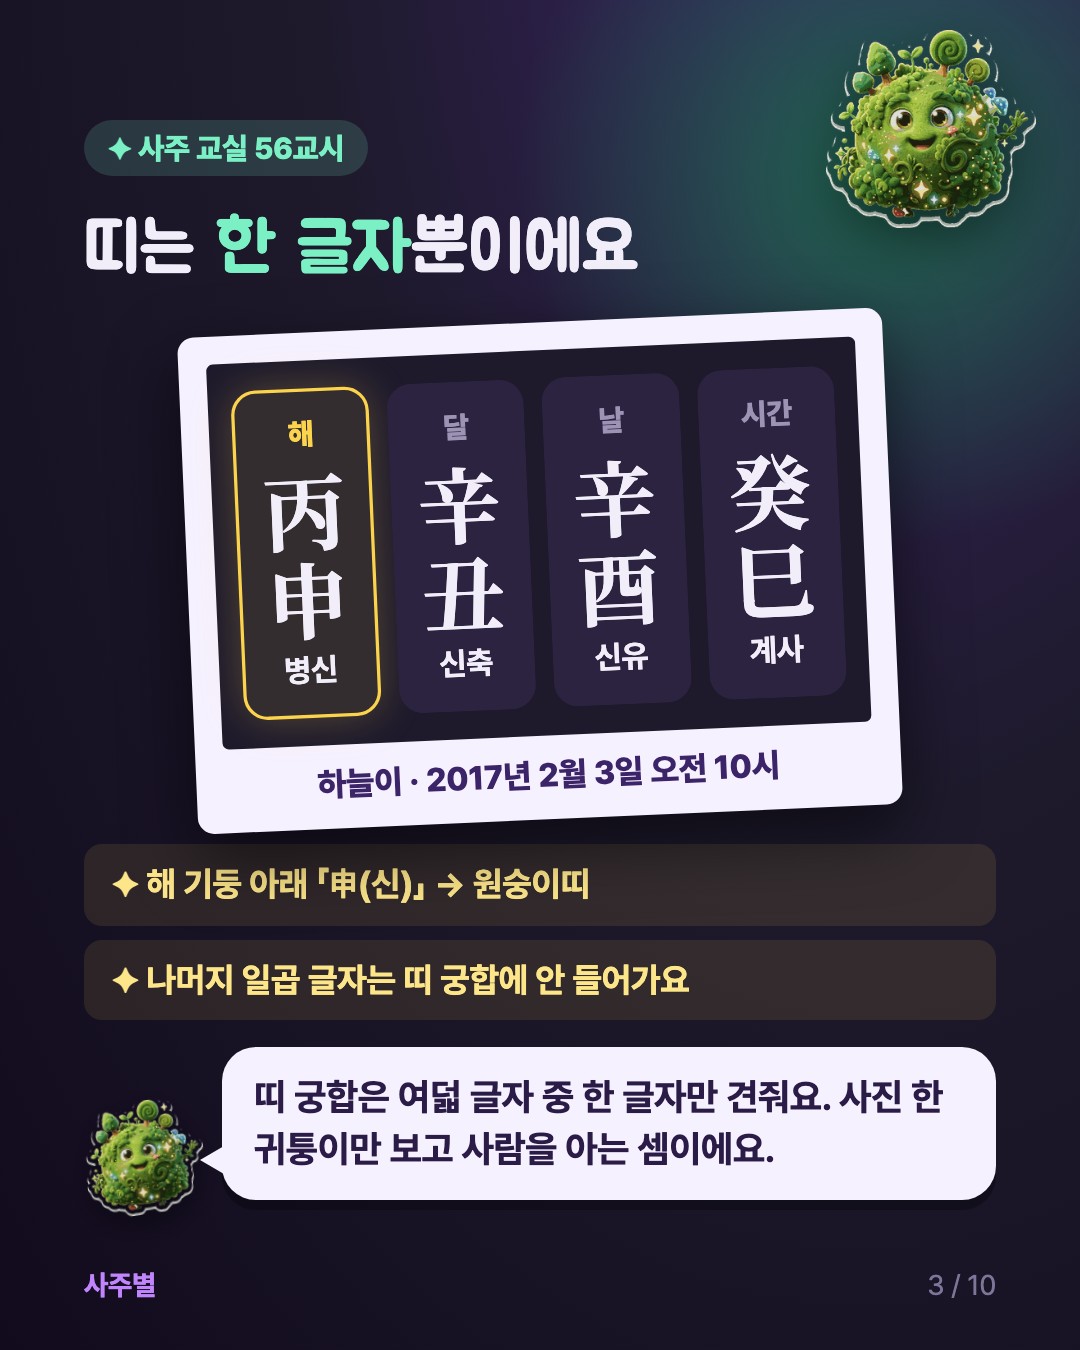 ✦ 사주 교실 56교시
띠는 한 글자뿐이에요
해 달 날 시간
丙 辛 辛 癸
申 丑 酉 巳
병신 신축 신유 계사
하늘이 · 2017년 2월 3일 오전 10시
✦ 해 기둥 아래 「申(신)」 → 원숭이띠
✦ 나머지 일곱 글자는 띠 궁합에 안 들어가요
띠 궁합은 여덟 글자 중 한 글자만 견줘요. 사진 한
귀퉁이만 보고 사람을 아는 셈이에요.
사주별
3 / 10